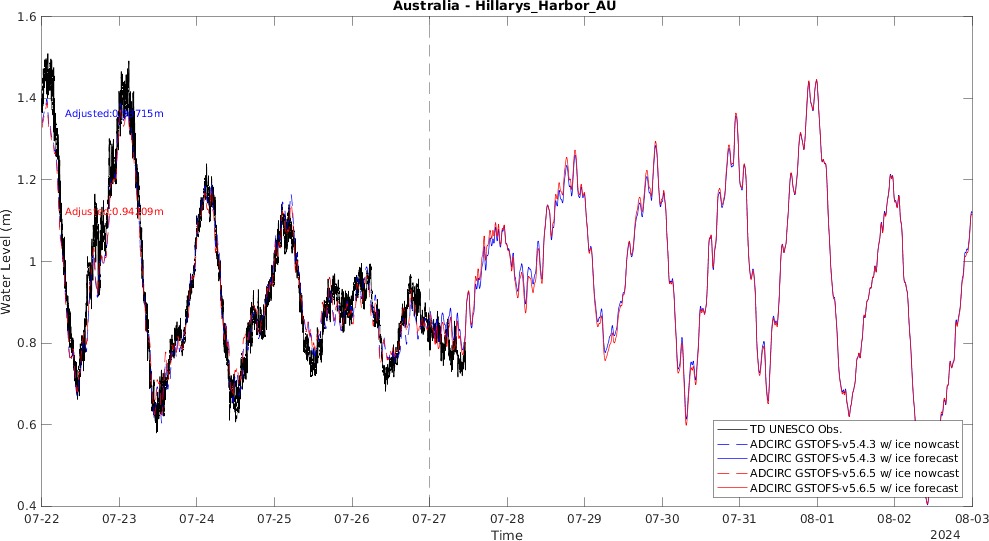 Australia - Hillarys_Harbor_AU
Water Level (m)
1.6
1.4
1.2
1
0.8
0.6
0.4
Adjusted:
Adjusted:0.94209m
TD UNESCO Obs.
ADCIRC GSTOFS-v5.4.3 w/ ice nowcast
ADCIRC GSTOFS-v5.4.3 w/ ice forecast
ADCIRC GSTOFS-v5.6.5 w/ ice nowcast
ADCIRC GSTOFS-v5.6.5 w/ ice forecast
07-22 07-23 07-24 07-25 07-26 07-27 07-28 07-29 07-30 07-31 08-01 08-02 08-03
Time
2024